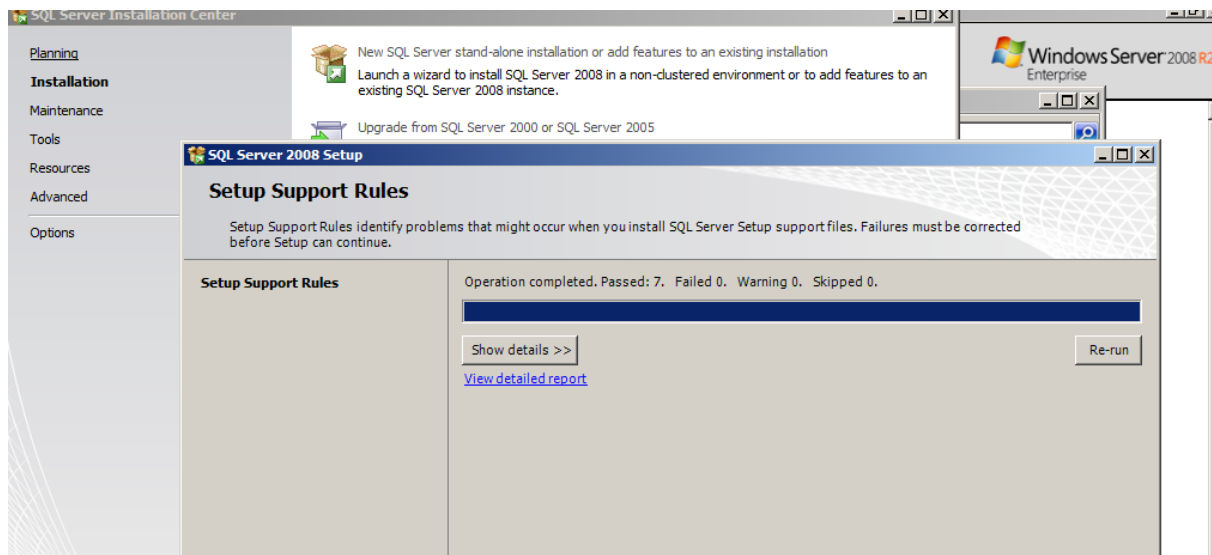 SQL Server Installation Center
Planning
Installation
Maintenance
Tools
Resources
Advanced
Options
New SQL Server stand-alone installation or add features to an existing installation
Launch a wizard to install SQL Server 2008 in a non-clustered environment or to add features to an
existing SQL Server 2008 instance.
Upgrade from SQL Server 2000 or SQL Server 2005
Windows Server 2008 R2
Enterprise
SQL Server 2008 Setup
Setup Support Rules
Setup Support Rules identify problems that might occur when you install SQL Server Setup support files. Failures must be corrected
before Setup can continue.
Setup Support Rules
Operation completed. Passed: 7. Failed 0. Warning 0. Skipped 0.
Show details >>
Re-run
View detailed report